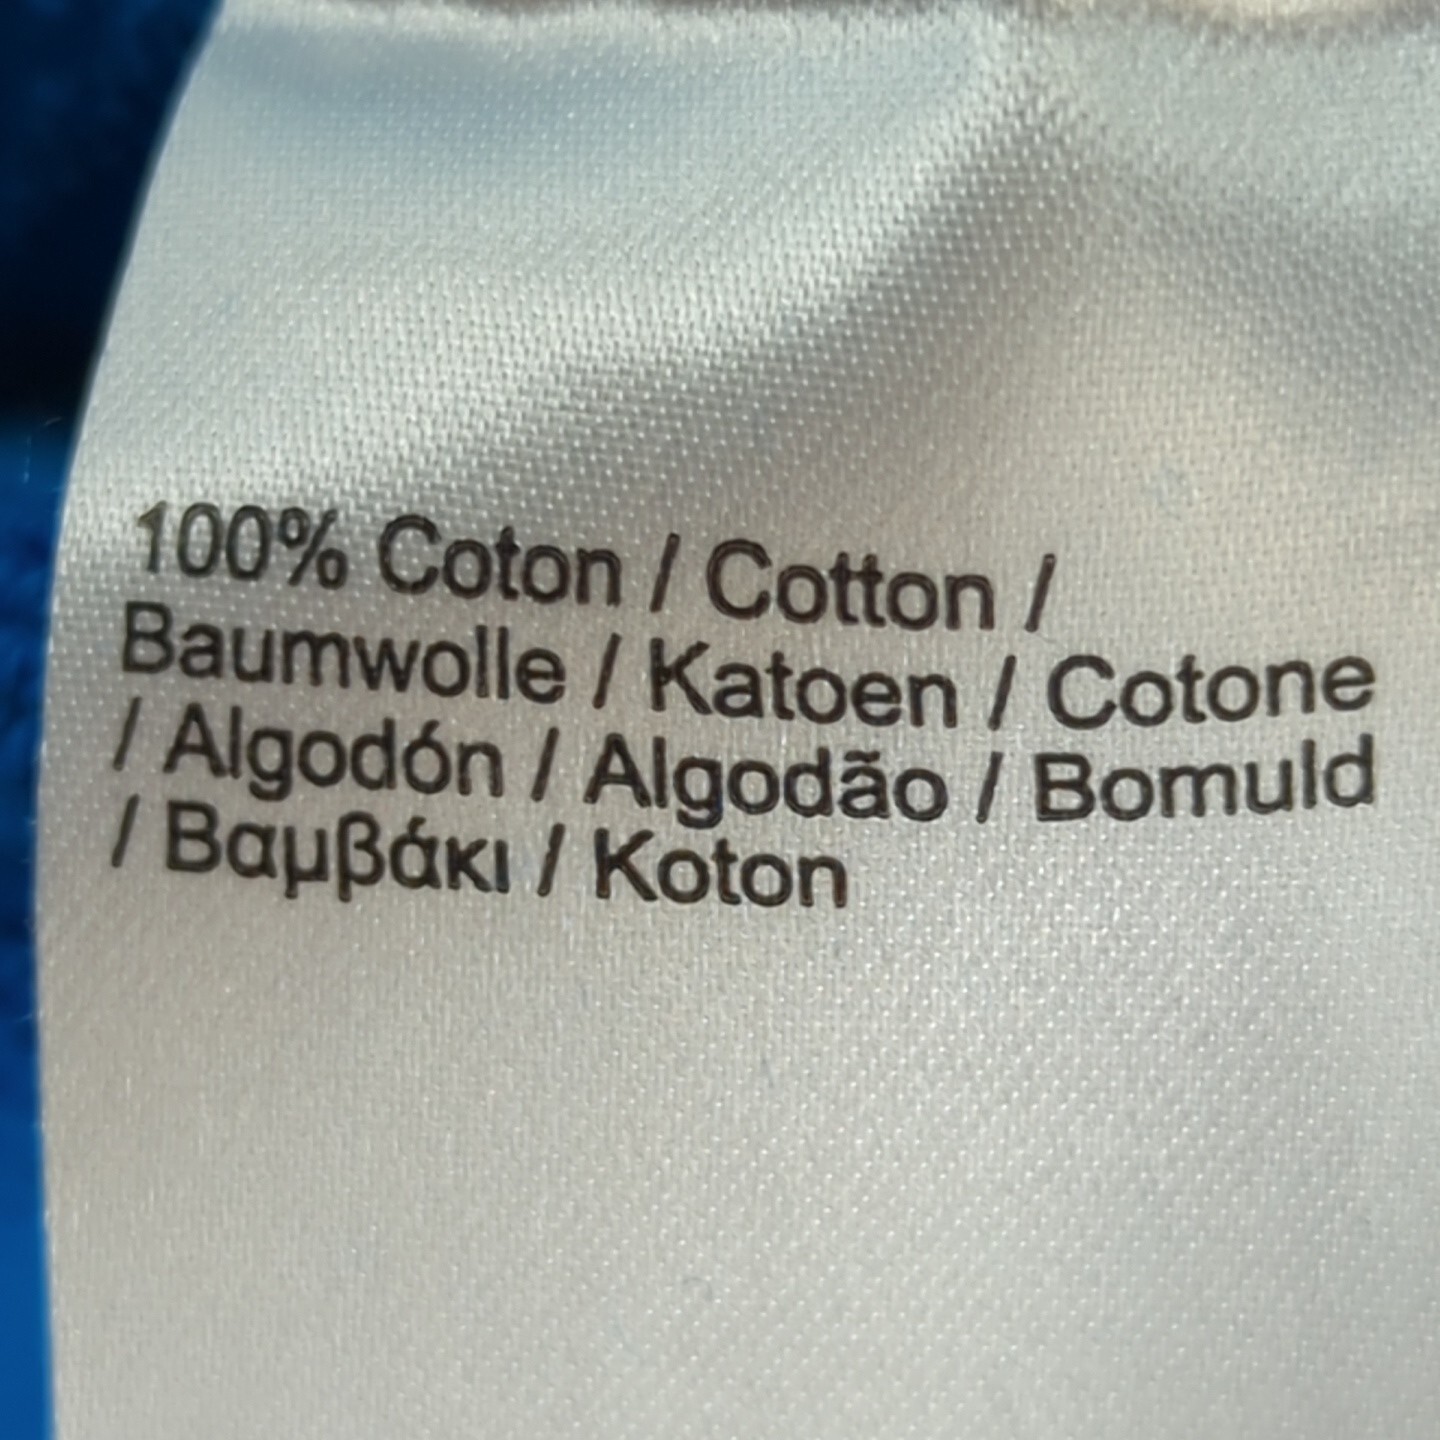 100% Coton / Cotton /
Baumwolle / Katoen / Cotone
/ Algodón / Algodão / Bomuld
/ Βαμβάκι / Koton